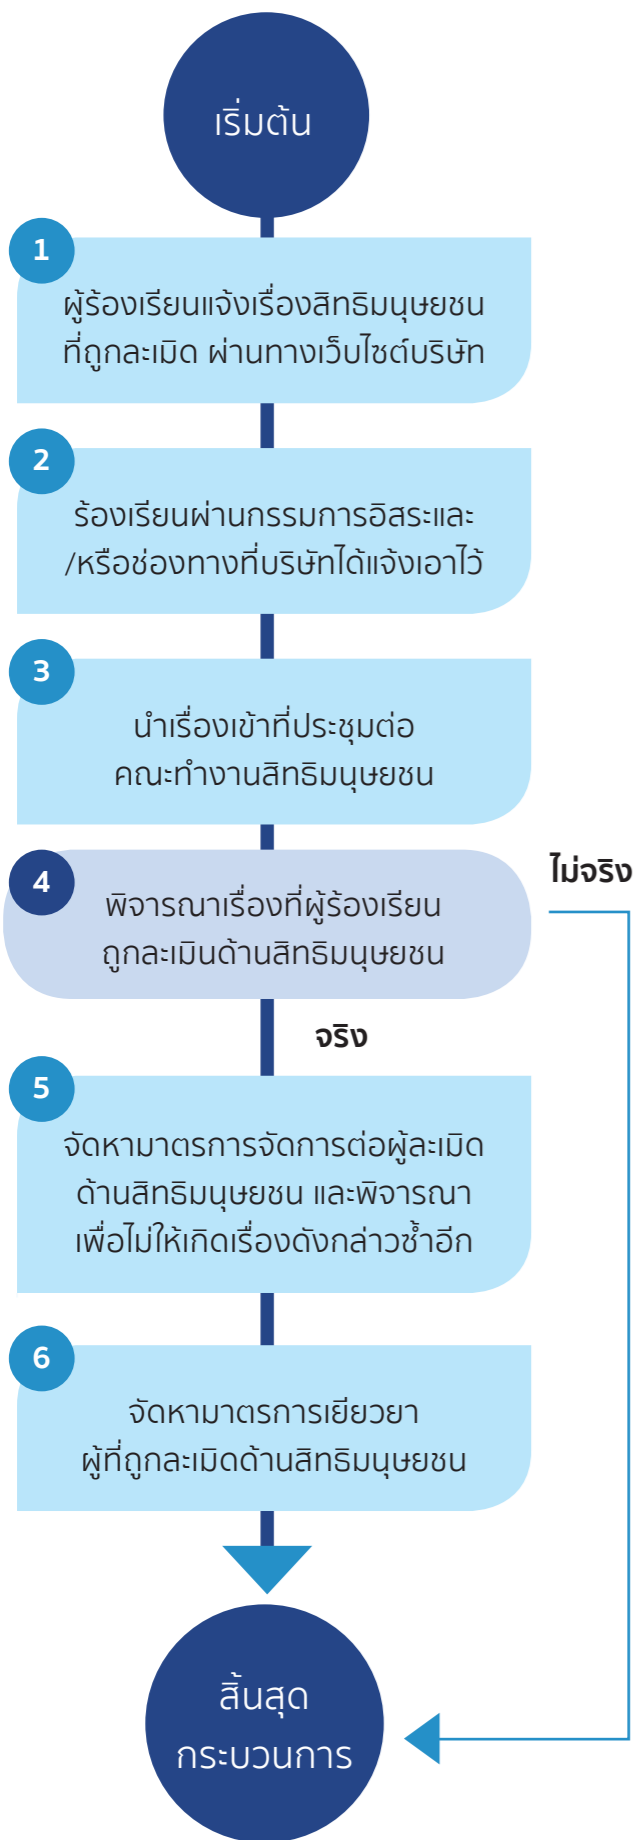 เริ่มต้น
1
ผู้ร้องเรียนแจ้งเรื่องสิทธิมนุษยชน
ที่ถูกละเมิด ผ่านทางเว็บไซต์บริษัท
2
ร้องเรียนผ่านกรรมการอิสระและ
/หรือช่องทางที่บริษัทได้แจ้งเอาไว้
3
นำเรื่องเข้าที่ประชุมต่อ
คณะทำงานสิทธิมนุษยชน
4
พิจารณาเรื่องที่ผู้ร้องเรียน
ถูกละเมินด้านสิทธิมนุษยชน
ไม่จริง
จริง
5
จัดหามาตรการจัดการต่อผู้ละเมิด
ด้านสิทธิมนุษยชน และพิจารณา
เพื่อไม่ให้เกิดเรื่องดังกล่าวซ้ำอีก
6
จัดหามาตรการเยียวยา
ผู้ที่ถูกละเมิดด้านสิทธิมนุษยชน
สิ้นสุด
กระบวนการ